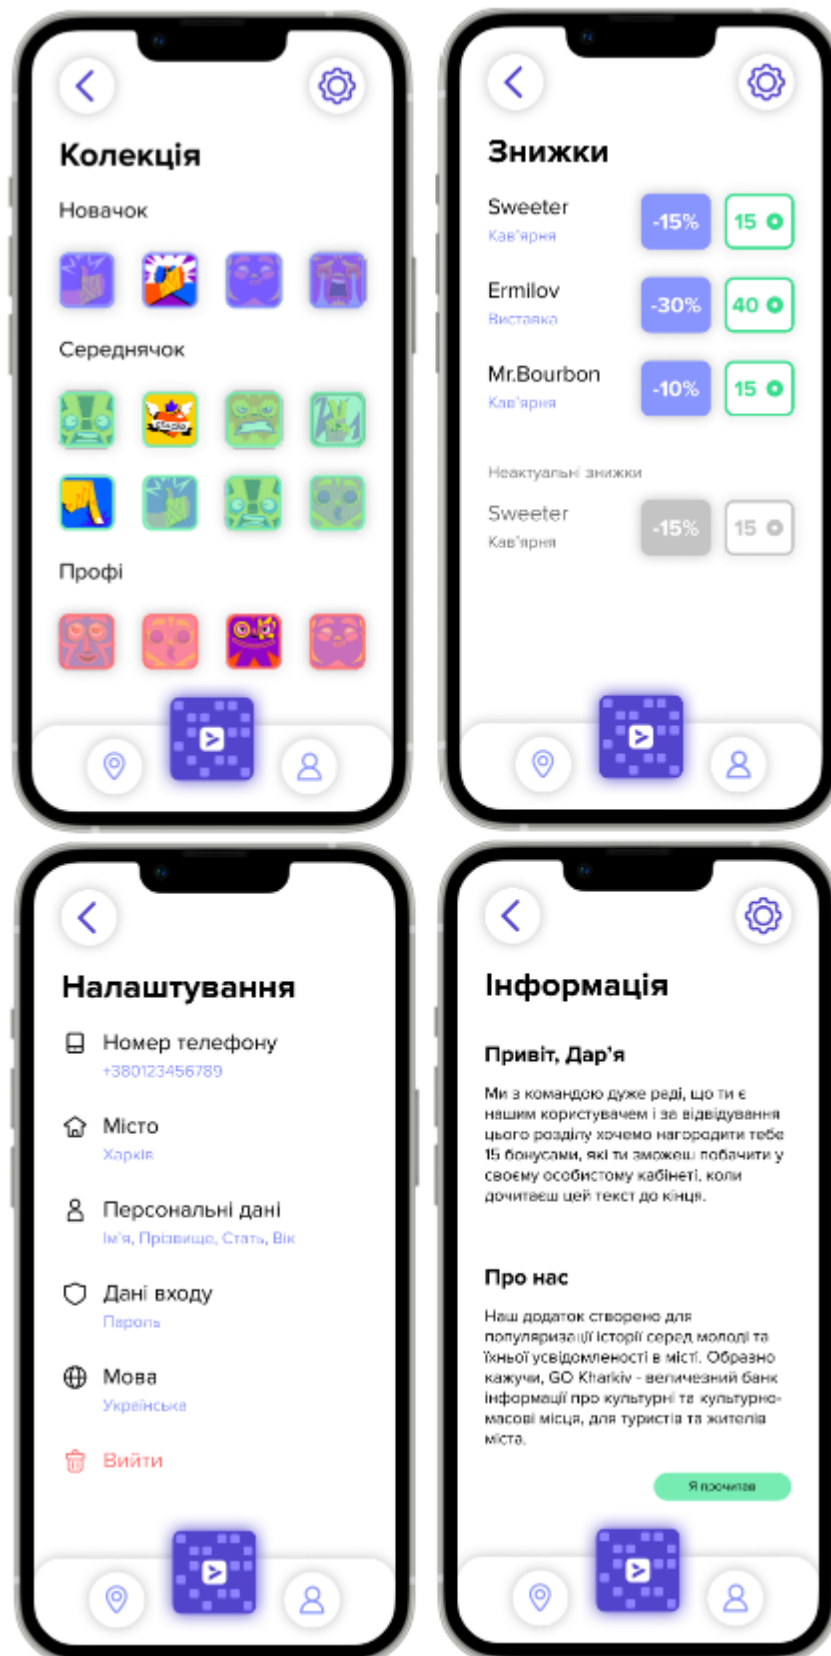 Колекція
Новачок
Середнячок
Профі
Знижки
Sweeter
Кав'ярня
-15%
15
Ermilov
Виставка
-30%
40
Mr.Bourbon
Кав'ярня
-10%
15
Неактуальні знижки
Sweeter
Кав'ярня
-15%
15
Налаштування
Номер телефону
+380123456789
Місто
Харків
Персональні дані
Ім'я, Прізвище, Стать, Вік
Дані входу
Пароль
Мова
Українська
Вийти
Інформація
Привіт, Дар'я
Ми з командою дуже раді, що ти є
нашим користувачем і за відвідування
цього розділу хочемо нагородити тебе
15 бонусами, які ти зможеш побачити у
своєму особистому кабінеті, коли
дочитаєш цей текст до кінця.
Про нас
Наш додаток створено для
популяризації історії серед молоді та
їхньої усвідомленості в місті. Образно
кажучи, GO Kharkiv - величезний банк
інформації про культурні та культурно-
масові місця, для туристів та жителів
міста.
Я прочитав